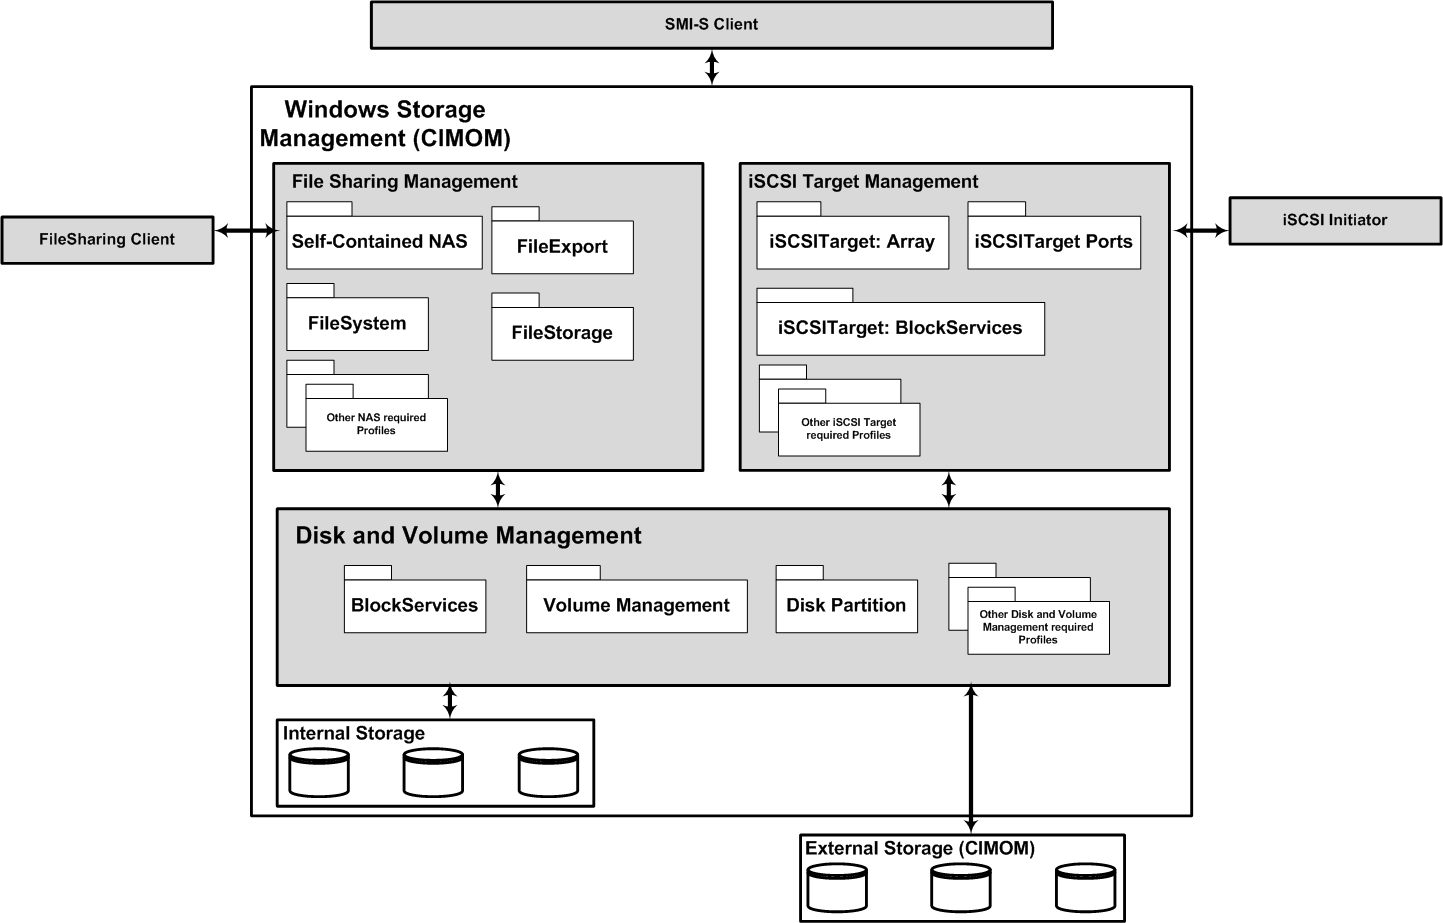 SMI-S Client
Windows Storage
Management (CIMOM)
File Sharing Management
Self-Contained NAS
FileExport
FileSystem
FileStorage
Other NAS required
Profiles
iSCSI Target Management
iSCSITarget: Array
iSCSITarget Ports
iSCSITarget: BlockServices
Other iSCSI Target
required Profiles
FileSharing Client
iSCSI Initiator
Disk and Volume Management
BlockServices
Volume Management
Disk Partition
Other Disk and Volume
Management required
Profiles
Internal Storage
External Storage (CIMOM)